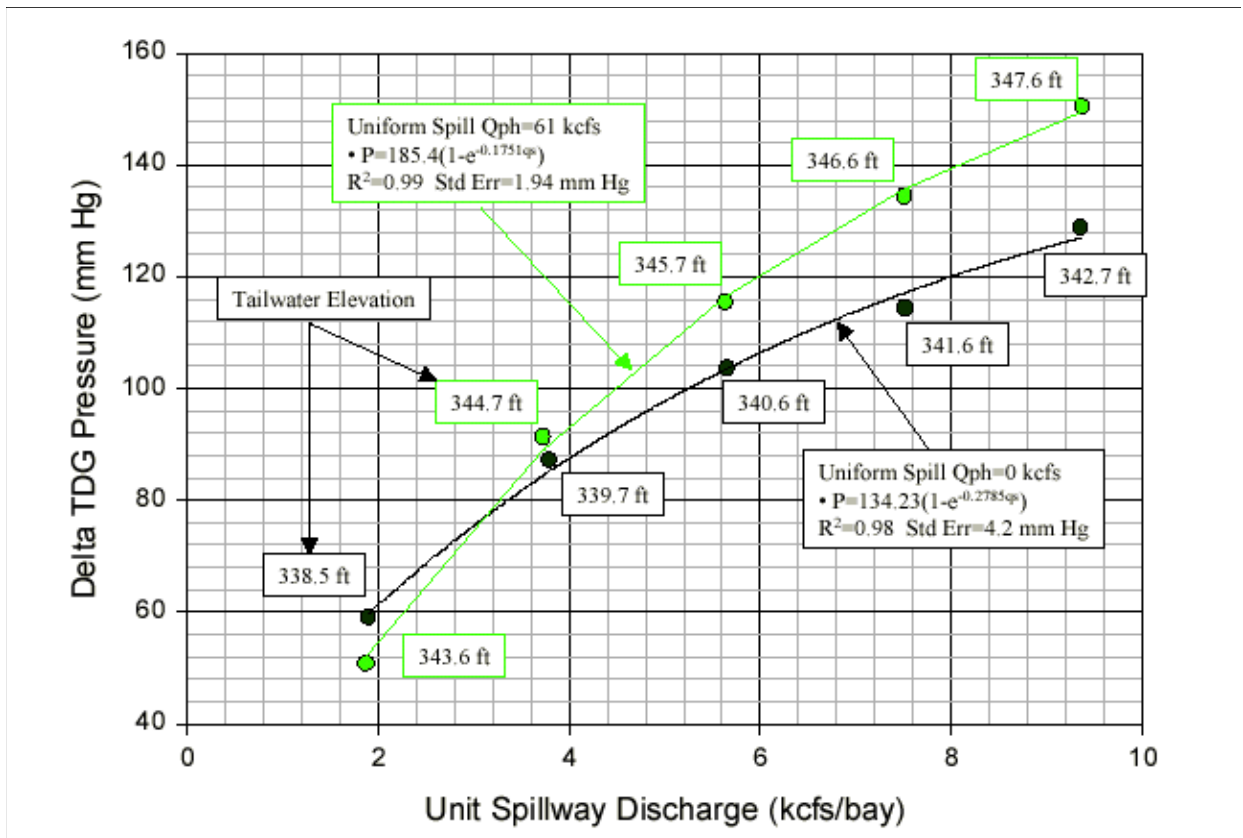 160
347.6 ft
Uniform Spill Qph=61 kcfs
• P=185.4(1-e-0.1751qs)
R2=0.99 Std Err=1.94 mm Hg
346.6 ft
140
345.7 ft
120
342.7 ft
Tailwater Elevation
341.6 ft
100
344.7 ft
340.6 ft
Uniform Spill Qph=0 kcfs
• P=134.23(1-e-0.2785qs)
R2=0.98 Std Err=4.2 mm Hg
339.7 ft
80
338.5 ft
60
343.6 ft
40
Delta TDG Pressure (mm Hg)
0 2 4 6 8 10
Unit Spillway Discharge (kcfs/bay)